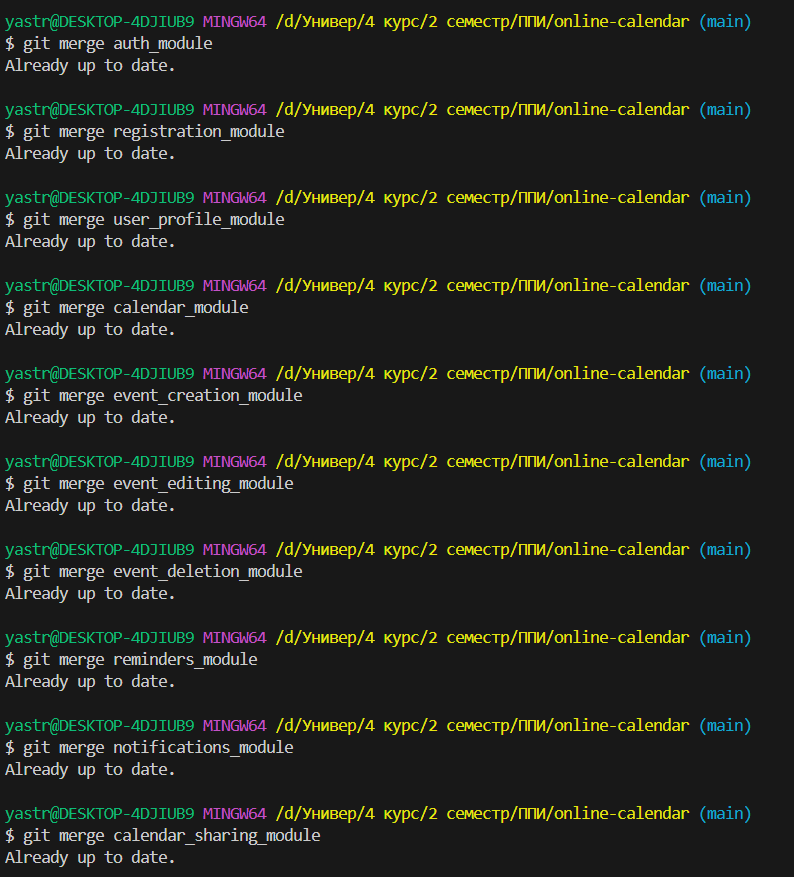 yastr@DESKTOP-4DJIUB9 MINGW64 /d/Универ/4 курс/2 семестр/ППИ/online-calendar (main)
$ git merge auth_module
Already up to date.
yastr@DESKTOP-4DJIUB9 MINGW64 /d/Универ/4 курс/2 семестр/ППИ/online-calendar (main)
$ git merge registration_module
Already up to date.
yastr@DESKTOP-4DJIUB9 MINGW64 /d/Универ/4 курс/2 семестр/ППИ/online-calendar (main)
$ git merge user_profile_module
Already up to date.
yastr@DESKTOP-4DJIUB9 MINGW64 /d/Универ/4 курс/2 семестр/ППИ/online-calendar (main)
$ git merge calendar_module
Already up to date.
yastr@DESKTOP-4DJIUB9 MINGW64 /d/Универ/4 курс/2 семестр/ППИ/online-calendar (main)
$ git merge event_creation_module
Already up to date.
yastr@DESKTOP-4DJIUB9 MINGW64 /d/Универ/4 курс/2 семестр/ППИ/online-calendar (main)
$ git merge event_editing_module
Already up to date.
yastr@DESKTOP-4DJIUB9 MINGW64 /d/Универ/4 курс/2 семестр/ППИ/online-calendar (main)
$ git merge event_deletion_module
Already up to date.
yastr@DESKTOP-4DJIUB9 MINGW64 /d/Универ/4 курс/2 семестр/ППИ/online-calendar (main)
$ git merge reminders_module
Already up to date.
yastr@DESKTOP-4DJIUB9 MINGW64 /d/Универ/4 курс/2 семестр/ППИ/online-calendar (main)
$ git merge notifications_module
Already up to date.
yastr@DESKTOP-4DJIUB9 MINGW64 /d/Универ/4 курс/2 семестр/ППИ/online-calendar (main)
$ git merge calendar_sharing_module
Already up to date.